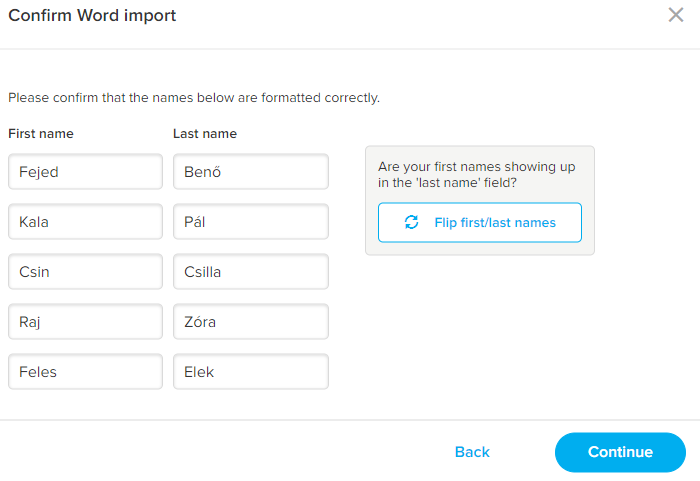 Confirm Word import
Please confirm that the names below are formatted correctly.
First name Last name
Fejed Benő
Kala Pál
Csin Csilla
Raj Zóra
Feles Elek
Are your first names showing up
in the 'last name' field?
Flip first/last names
Back Continue